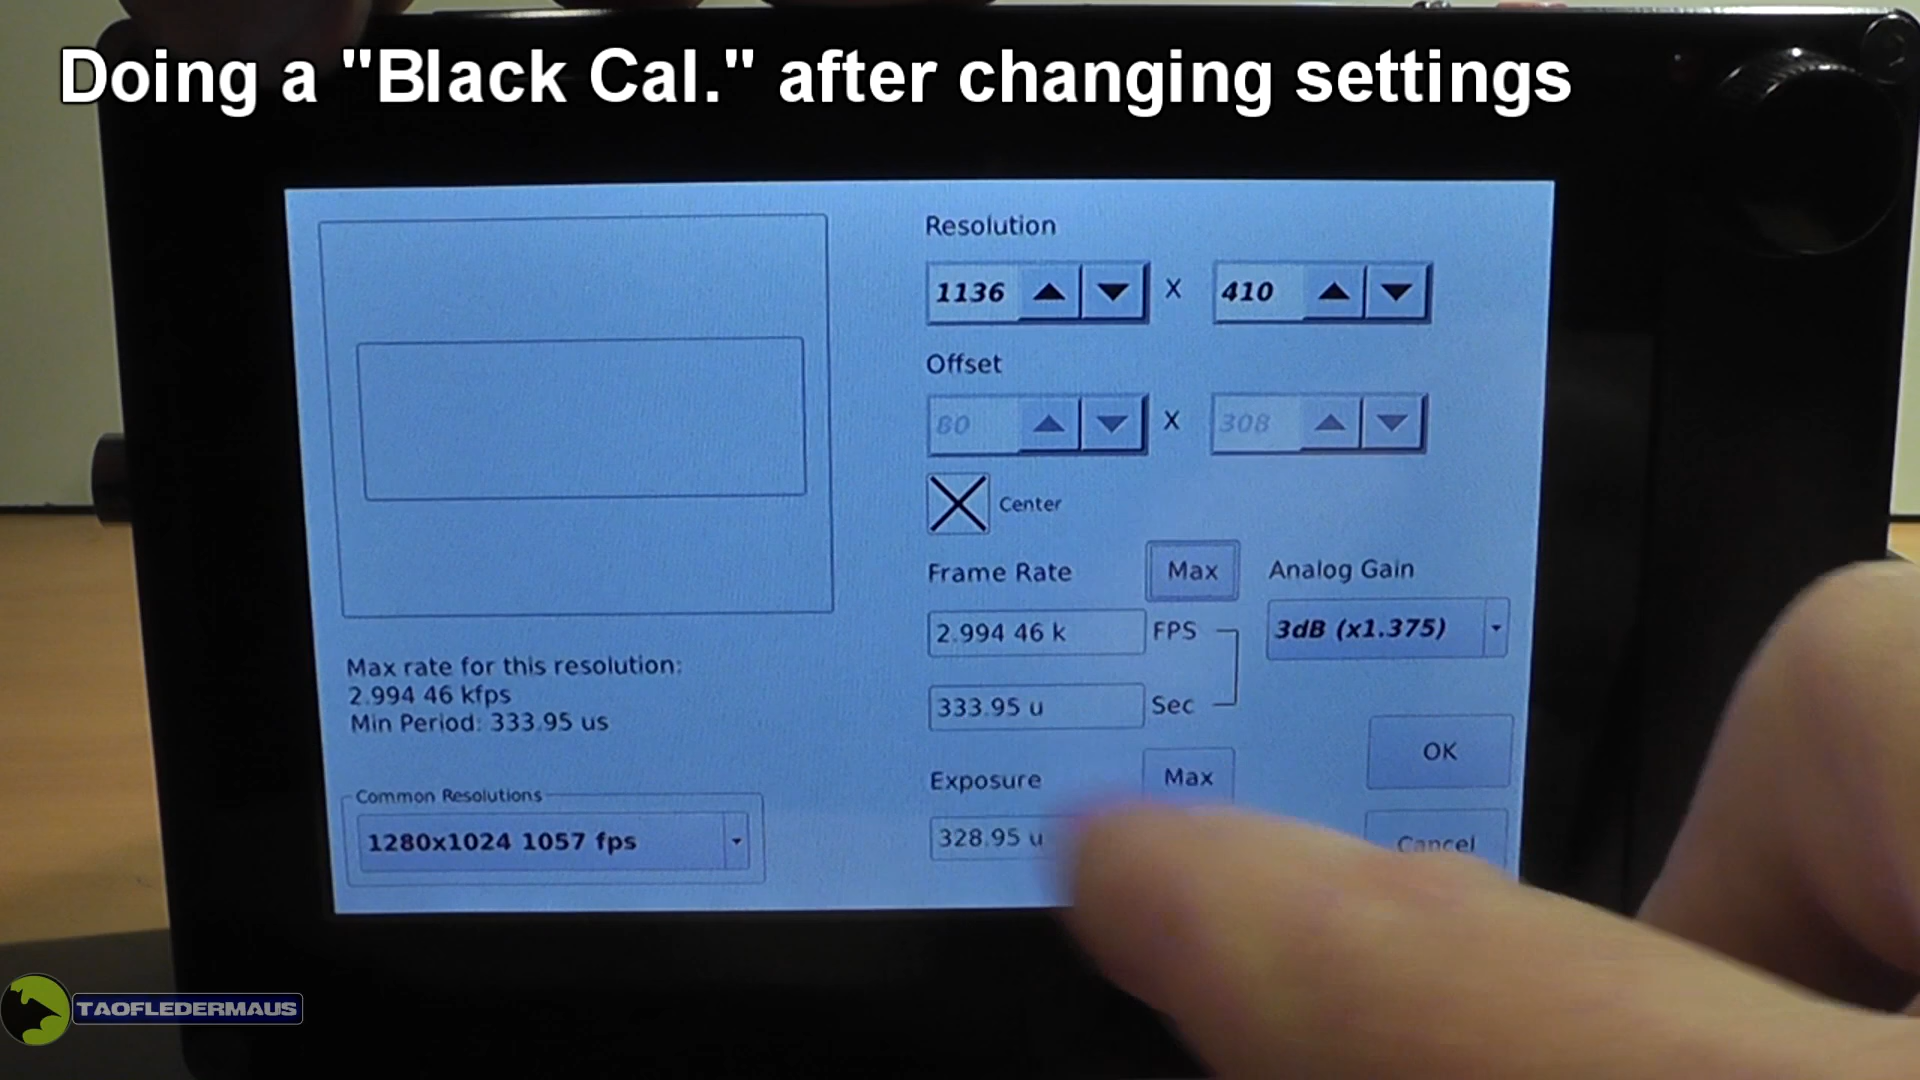 Doing a "Black Cal." after changing settings
Resolution
1136 X 410
Offset
80 X 308
Center
Frame Rate Max Analog Gain
2.994 46 k FPS 3dB (x1.375)
333.95 u Sec
Max rate for this resolution:
2.994 46 kfps
Min Period: 333.95 us
Exposure Max OK
328.95 u Cancel
Common Resolutions
1280x1024 1057 fps
TAOFLEDERMAUS